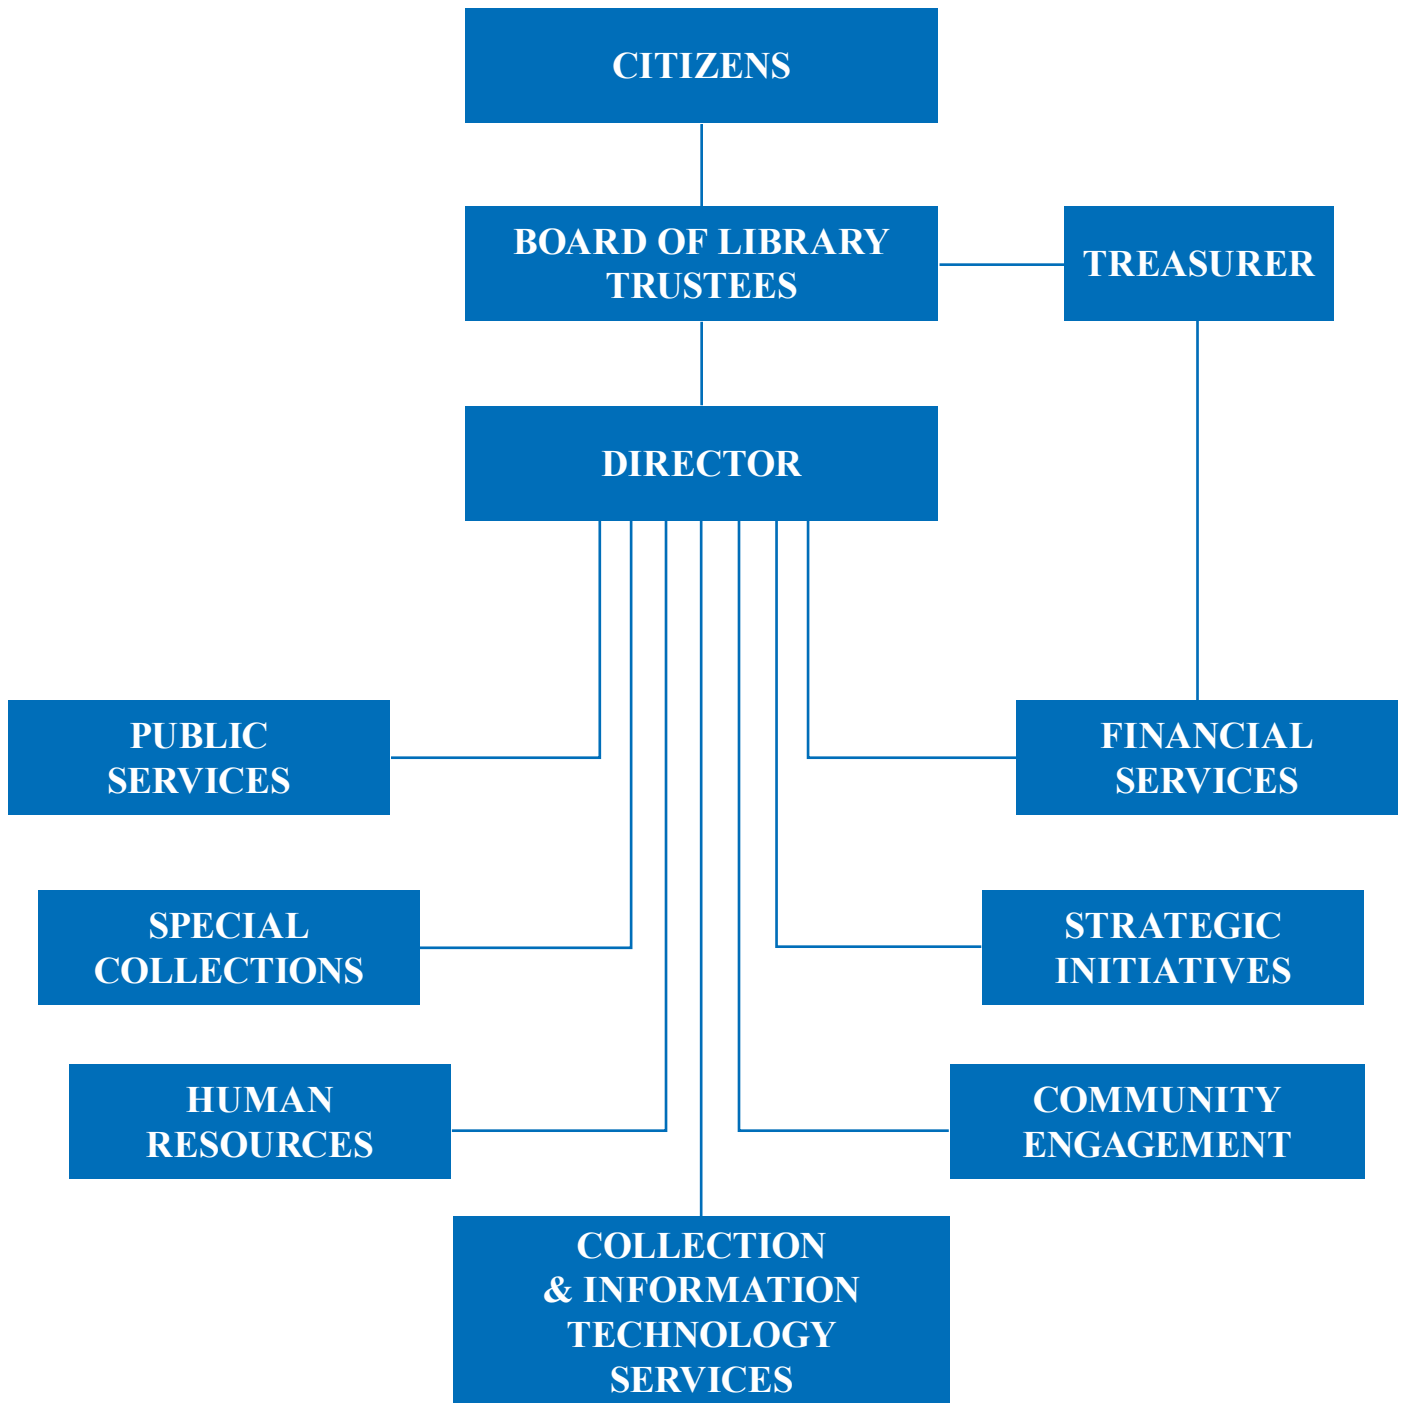 CITIZENS
BOARD OF LIBRARY
TRUSTEES
TREASURER
DIRECTOR
PUBLIC
SERVICES
FINANCIAL
SERVICES
SPECIAL
COLLECTIONS
STRATEGIC
INITIATIVES
HUMAN
RESOURCES
COMMUNITY
ENGAGEMENT
COLLECTION
& INFORMATION
TECHNOLOGY
SERVICES